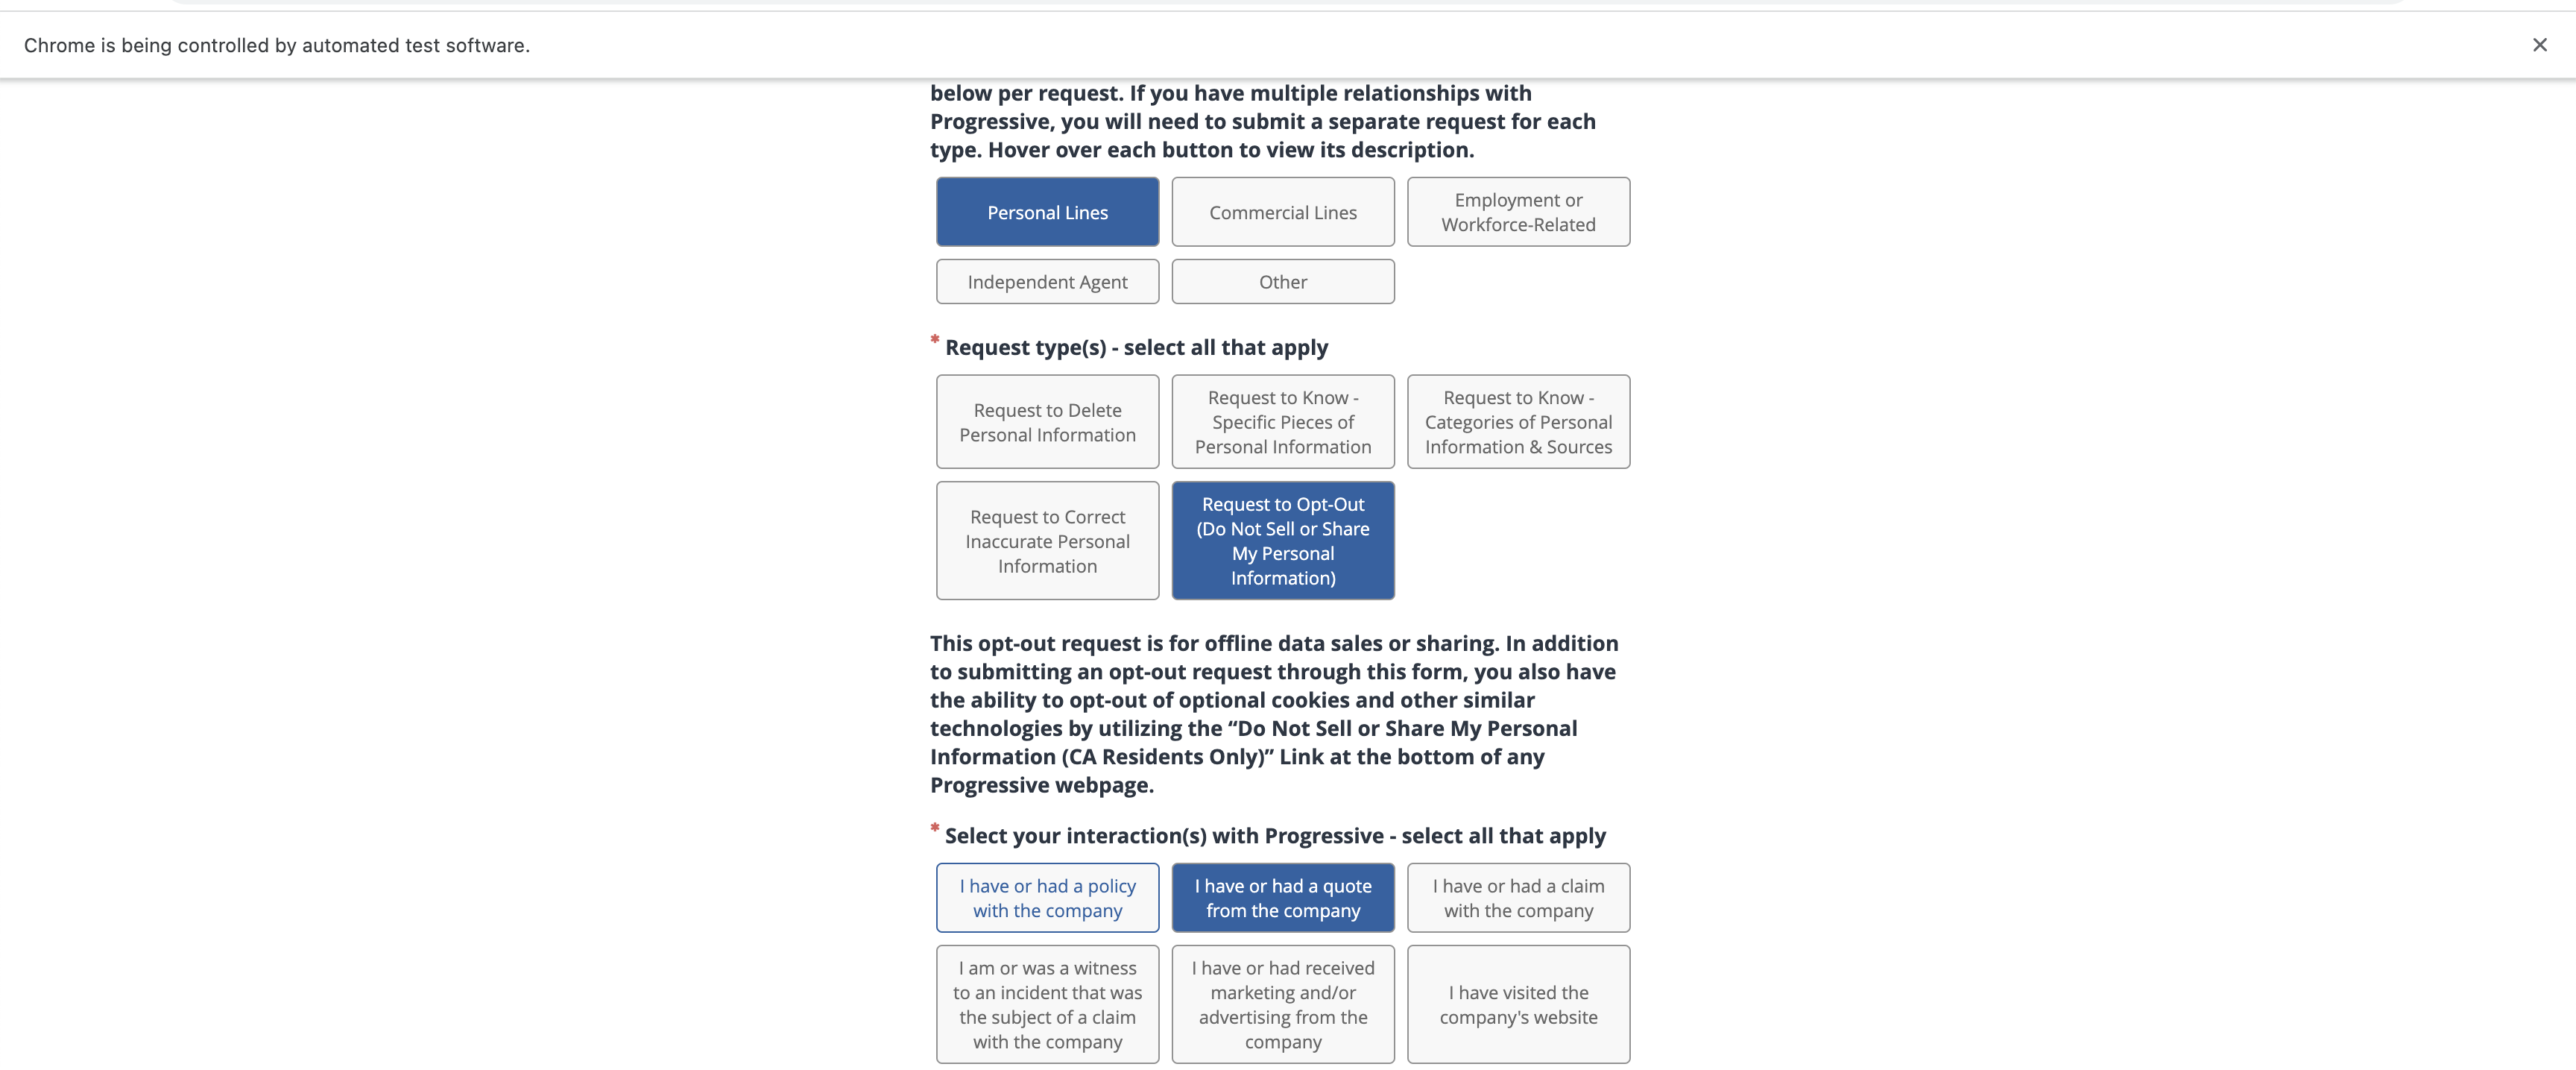 Chrome is being controlled by automated test software.
below per request. If you have multiple relationships with
Progressive, you will need to submit a separate request for each
type. Hover over each button to view its description.
Personal Lines
Commercial Lines
Employment or
Workforce-Related
Independent Agent
Other
* Request type(s) - select all that apply
Request to Delete
Personal Information
Request to Know -
Specific Pieces of
Personal Information
Request to Know -
Categories of Personal
Information & Sources
Request to Correct
Inaccurate Personal
Information
Request to Opt-Out
(Do Not Sell or Share
My Personal
Information)
This opt-out request is for offline data sales or sharing. In addition
to submitting an opt-out request through this form, you also have
the ability to opt-out of optional cookies and other similar
technologies by utilizing the “Do Not Sell or Share My Personal
Information (CA Residents Only)” Link at the bottom of any
Progressive webpage.
* Select your interaction(s) with Progressive - select all that apply
I have or had a policy
with the company
I have or had a quote
from the company
I have or had a claim
with the company
I am or was a witness
to an incident that was
the subject of a claim
with the company
I have or had received
marketing and/or
advertising from the
company
I have visited the
company's website